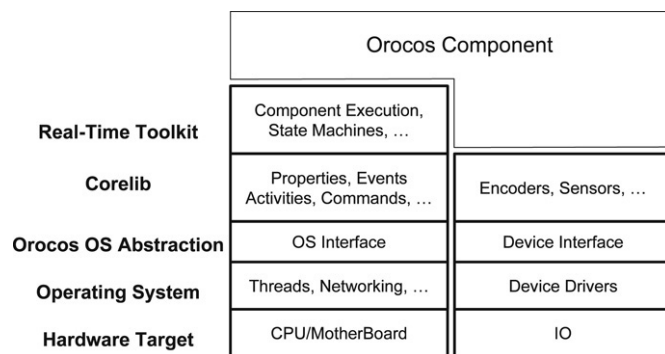 Orocos Component
Real-Time Toolkit
Component Execution,
State Machines, …
Corelib
Properties, Events
Activities, Commands, …
Encoders, Sensors, …
Orocos OS Abstraction
OS Interface
Device Interface
Operating System
Threads, Networking, …
Device Drivers
Hardware Target
CPU/MotherBoard
IO